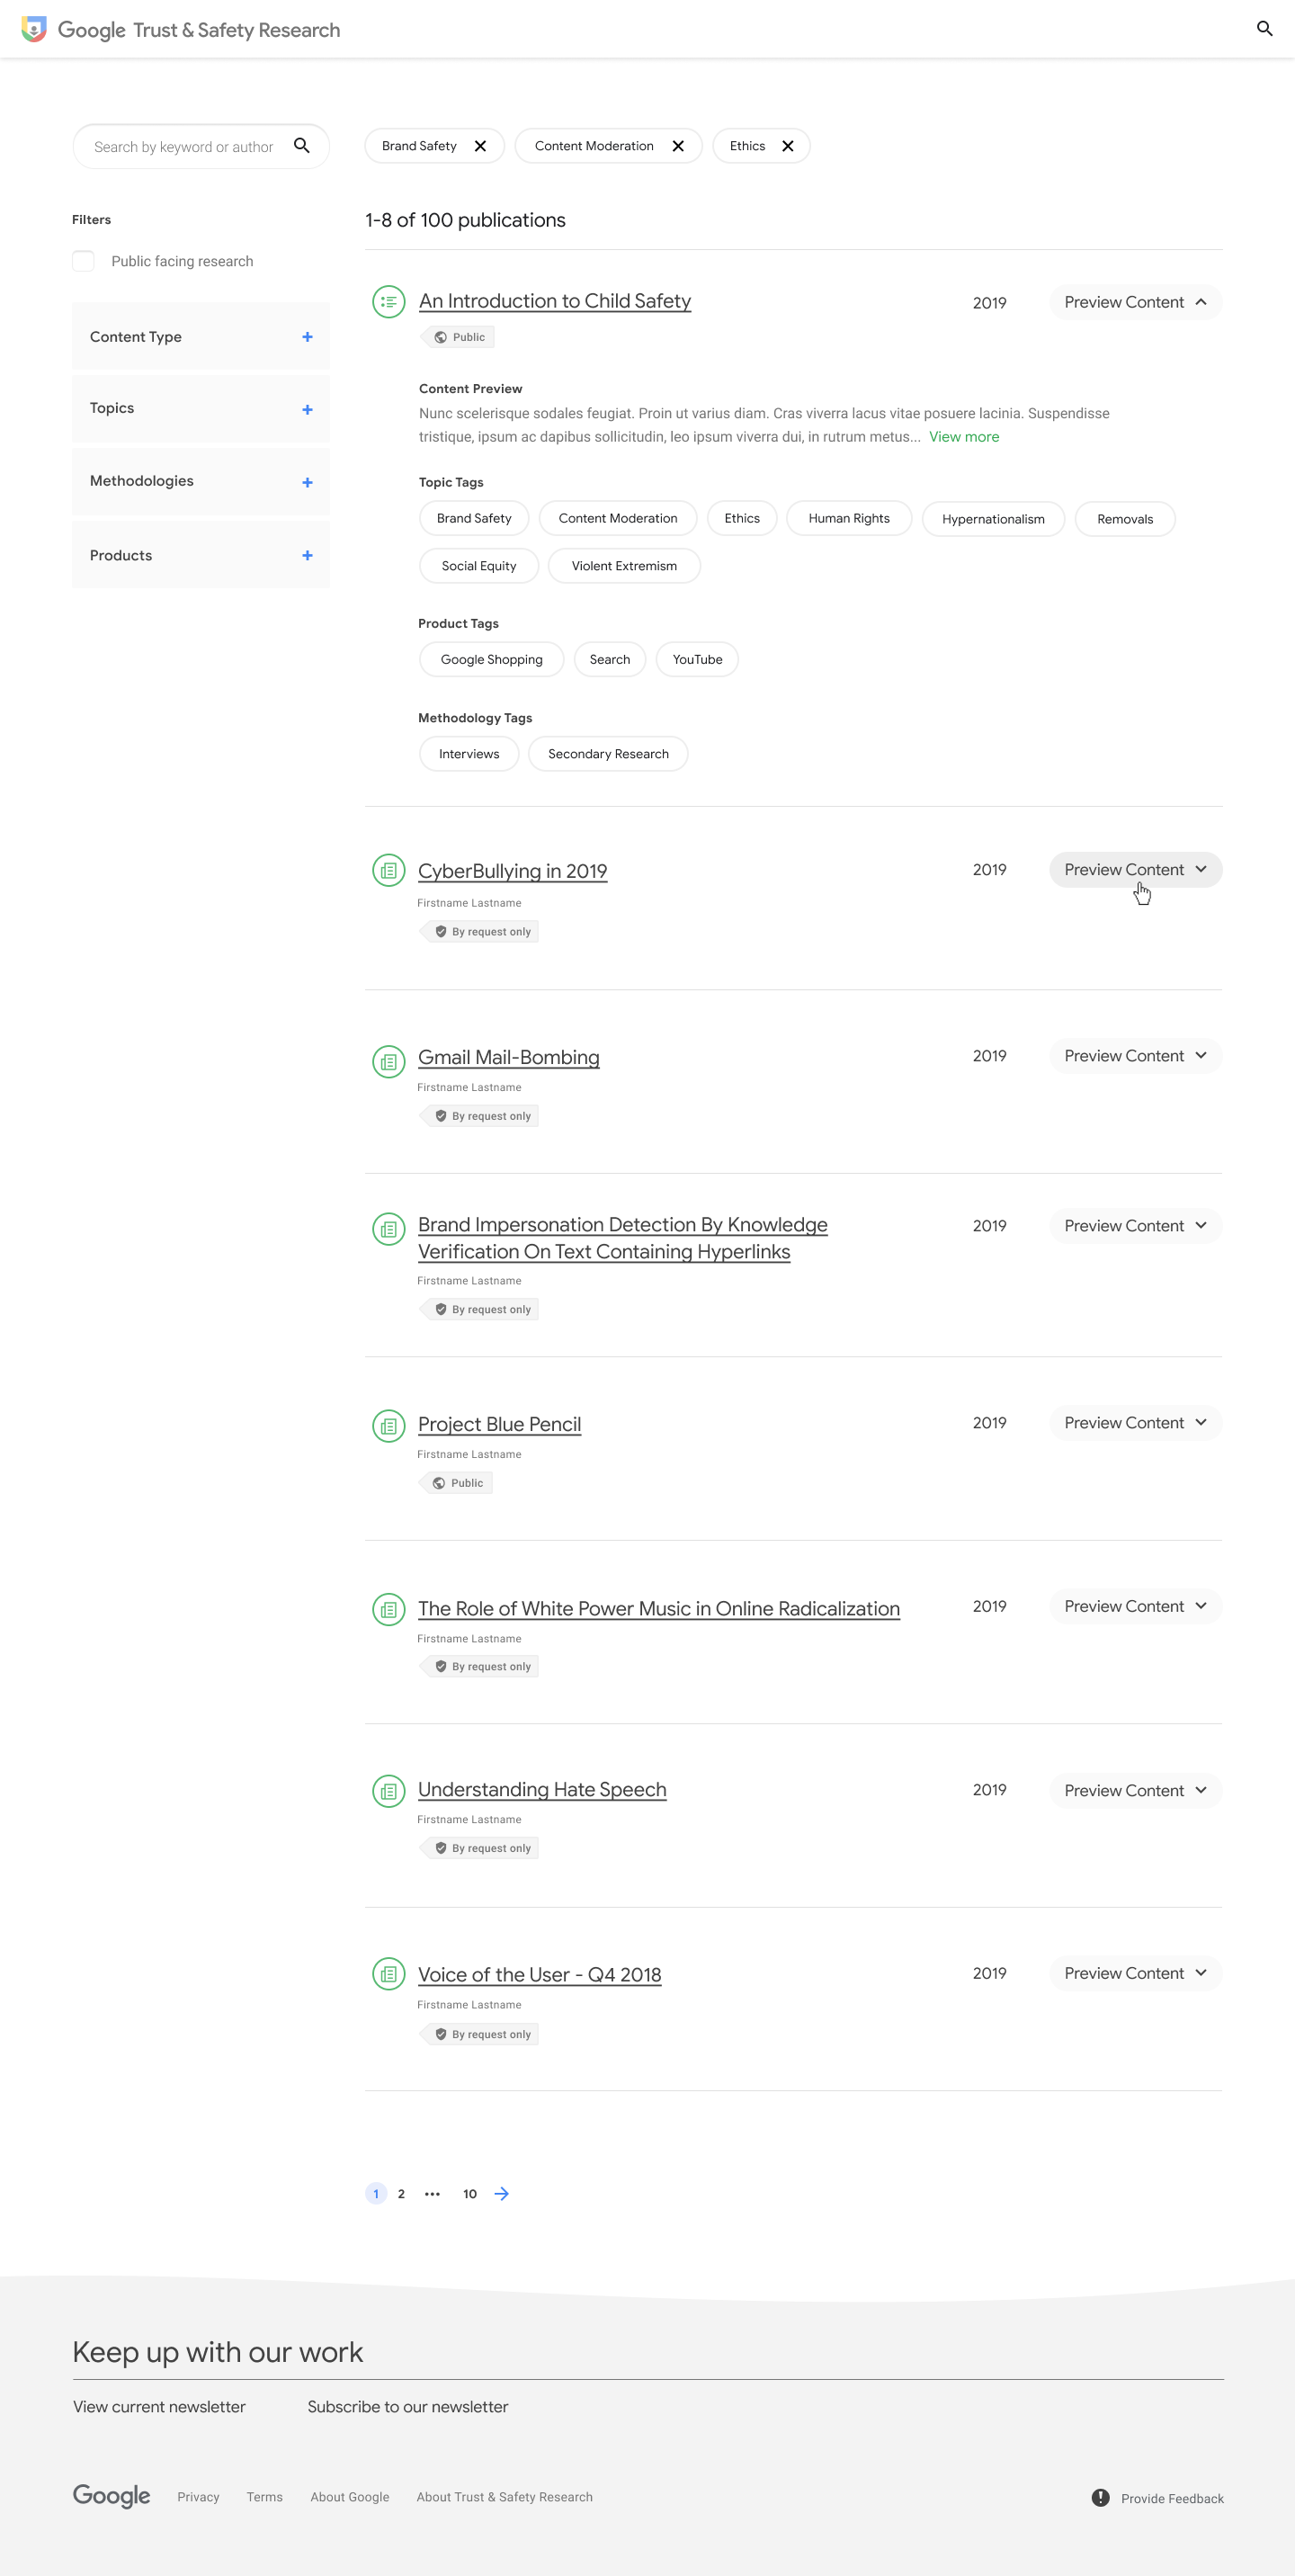 Google Trust & Safety Research
Search by keyword or author
Brand Safety
Content Moderation
Ethics
Filters
Public facing research
Content Type
Topics
Methodologies
Products
1-8 of 100 publications
An Introduction to Child Safety
2019
Preview Content
Public
Content Preview
Nunc scelerisque sodales feugiat. Proin ut varius diam. Cras viverra lacus vitae posuere lacinia. Suspendisse
tristique, ipsum ac dapibus sollicitudin, leo ipsum viverra dui, in rutrum metus... View more
Topic Tags
Brand Safety Content Moderation Ethics Human Rights Hypernationalism Removals
Social Equity Violent Extremism
Product Tags
Google Shopping Search YouTube
Methodology Tags
Interviews Secondary Research
CyberBullying in 2019
2019
Preview Content
Firstname Lastname
By request only
Gmail Mail-Bombing
2019
Preview Content
Firstname Lastname
By request only
Brand Impersonation Detection By Knowledge
Verification On Text Containing Hyperlinks
2019
Preview Content
Firstname Lastname
By request only
Project Blue Pencil
2019
Preview Content
Firstname Lastname
Public
The Role of White Power Music in Online Radicalization
2019
Preview Content
Firstname Lastname
By request only
Understanding Hate Speech
2019
Preview Content
Firstname Lastname
By request only
Voice of the User - Q4 2018
2019
Preview Content
Firstname Lastname
By request only
1 2 ••• 10
Keep up with our work
View current newsletter Subscribe to our newsletter
Google Privacy Terms About Google About Trust & Safety Research
Provide Feedback